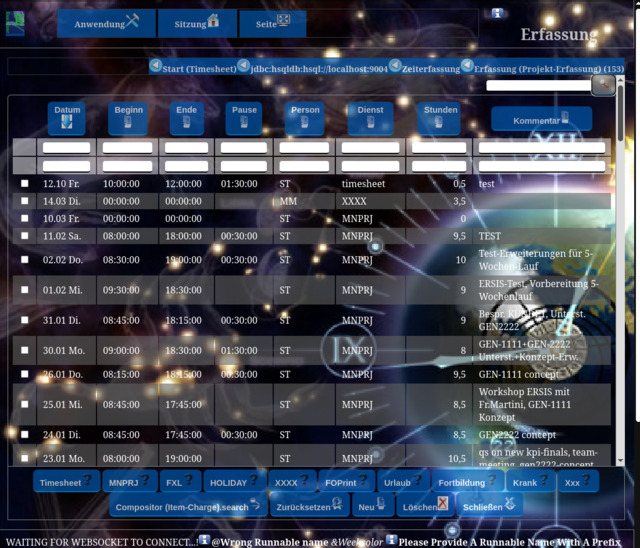 Anwendung Sitzung Seite
Erfassung
Start (Timesheet) jdbc:hsqldb:hsql://localhost:9004 Zeiterfassung Erfassung (Projekt-Erfassung) (153)
Datum Beginn Ende Pause Person Dienst Stunden Kommentar
12.10 Fr. 10:00:00 12:00:00 01:30:00 ST timesheet 0,5 test
14.03 Di. 00:00:00 00:00:00 MM XXXX 3,5
10.03 Fr. 00:00:00 00:00:00 ST MNPRJ 0
11.02 Sa. 08:00:00 18:00:00 00:30:00 ST MNPRJ 9,5 TEST
02.02 Do. 08:30:00 19:00:00 00:30:00 ST MNPRJ 10 Test-Erweiterungen für 5-
Wochen-Lauf
01.02 Mi. 09:30:00 18:30:00 ST MNPRJ 9 ERSIS-Test, Vorbereitung 5-
Wochenlauf
31.01 Di. 08:45:00 18:15:00 00:30:00 ST MNPRJ 9 Bespr. Unterst.
GEN2222
30.01 Mo. 09:00:00 18:30:00 01:30:00 ST MNPRJ 8 GEN-1111+GEN-2222
Unterst.+Konzept-Erw.
26.01 Do. 08:15:00 18:15:00 00:30:00 ST MNPRJ 9,5 GEN-1111 concept
25.01 Mi. 08:45:00 17:45:00 ST MNPRJ 8,5 Workshop ERSIS mit
Fr.Martini, GEN-1111
Konzept
24.01 Di. 08:45:00 17:45:00 00:30:00 ST MNPRJ 8,5 GEN2222 concept
23.01 Mo. 08:00:00 19:00:00 ST MNPRJ 10,5 qs on new kpi-finals, team-
meeting, gen2222-concept
Timesheet MNPRJ FXL HOLIDAY XXXX FOPrint Urlaub Fortbildung Krank Xxx
Compositor (Item-Charge).search Zurücksetzen Neu Löschen Schließen
WAITING FOR WEBSOCKET TO CONNECT...! @Wrong Runnable name &Weekcolor Please Provide A Runnable Name With A Prefix